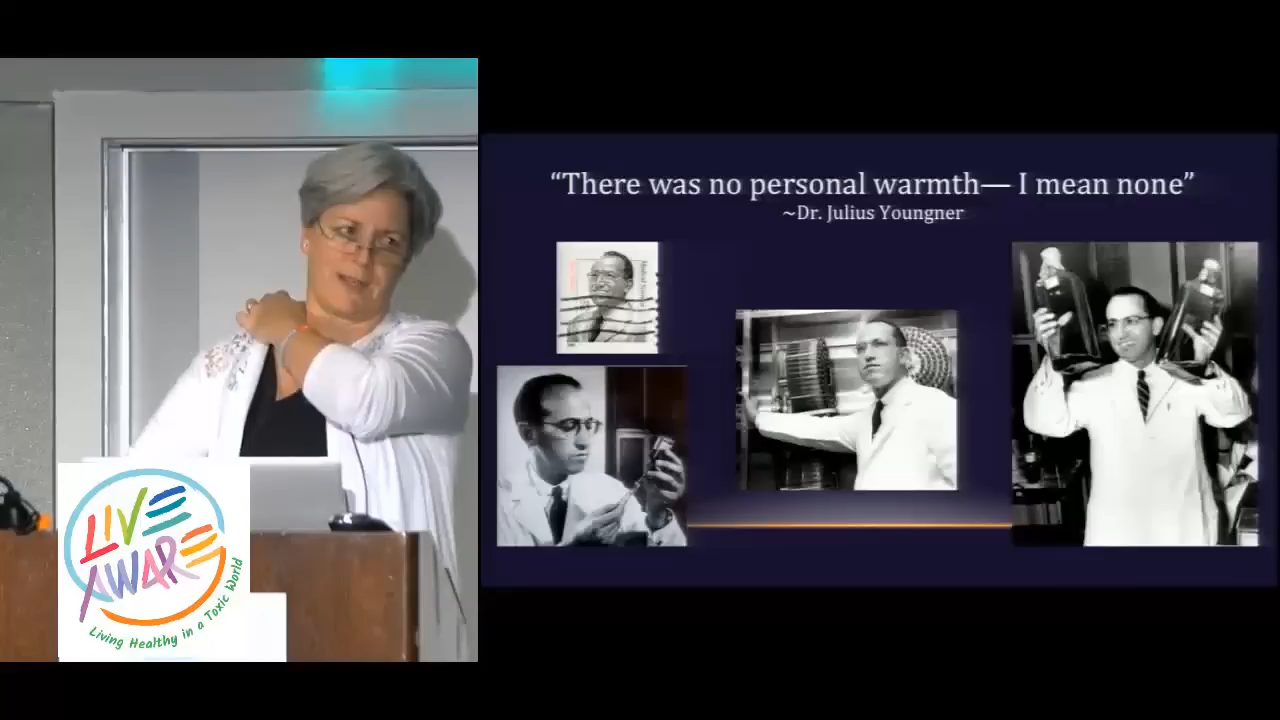 “There was no personal warmth— I mean none”
~Dr. Julius Youngner
LIVE
AWARE
Living Healthy in a Toxic World